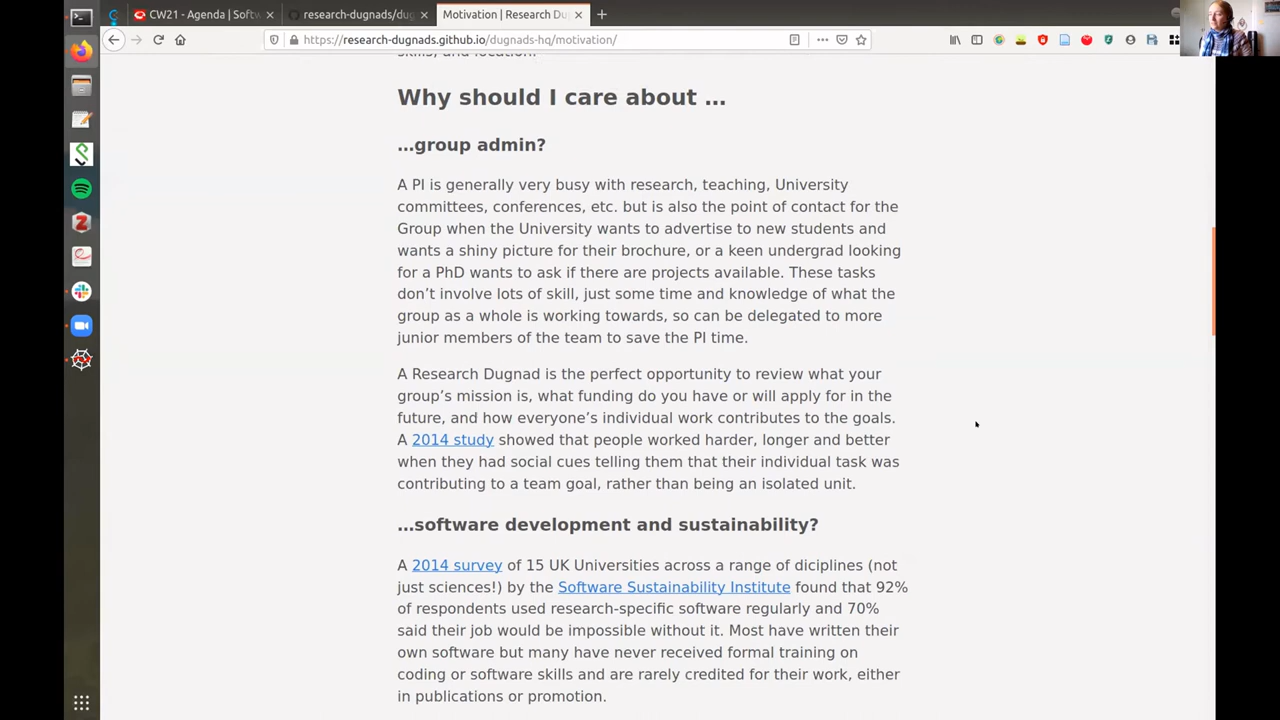 CW21 - Agenda | Softw
research-dugnads/dug
Motivation | Research Du
https://research-dugnads.github.io/dugnads-hq/motivation/
skills, and location.
Why should I care about …
…group admin?
A PI is generally very busy with research, teaching, University
committees, conferences, etc. but is also the point of contact for the
Group when the University wants to advertise to new students and
wants a shiny picture for their brochure, or a keen undergrad looking
for a PhD wants to ask if there are projects available. These tasks
don’t involve lots of skill, just some time and knowledge of what the
group as a whole is working towards, so can be delegated to more
junior members of the team to save the PI time.
A Research Dugnad is the perfect opportunity to review what your
group’s mission is, what funding do you have or will apply for in the
future, and how everyone’s individual work contributes to the goals.
A 2014 study showed that people worked harder, longer and better
when they had social cues telling them that their individual task was
contributing to a team goal, rather than being an isolated unit.
…software development and sustainability?
A 2014 survey of 15 UK Universities across a range of diciplines (not
just sciences!) by the Software Sustainability Institute found that 92%
of respondents used research-specific software regularly and 70%
said their job would be impossible without it. Most have written their
own software but many have never received formal training on
coding or software skills and are rarely credited for their work, either
in publications or promotion.